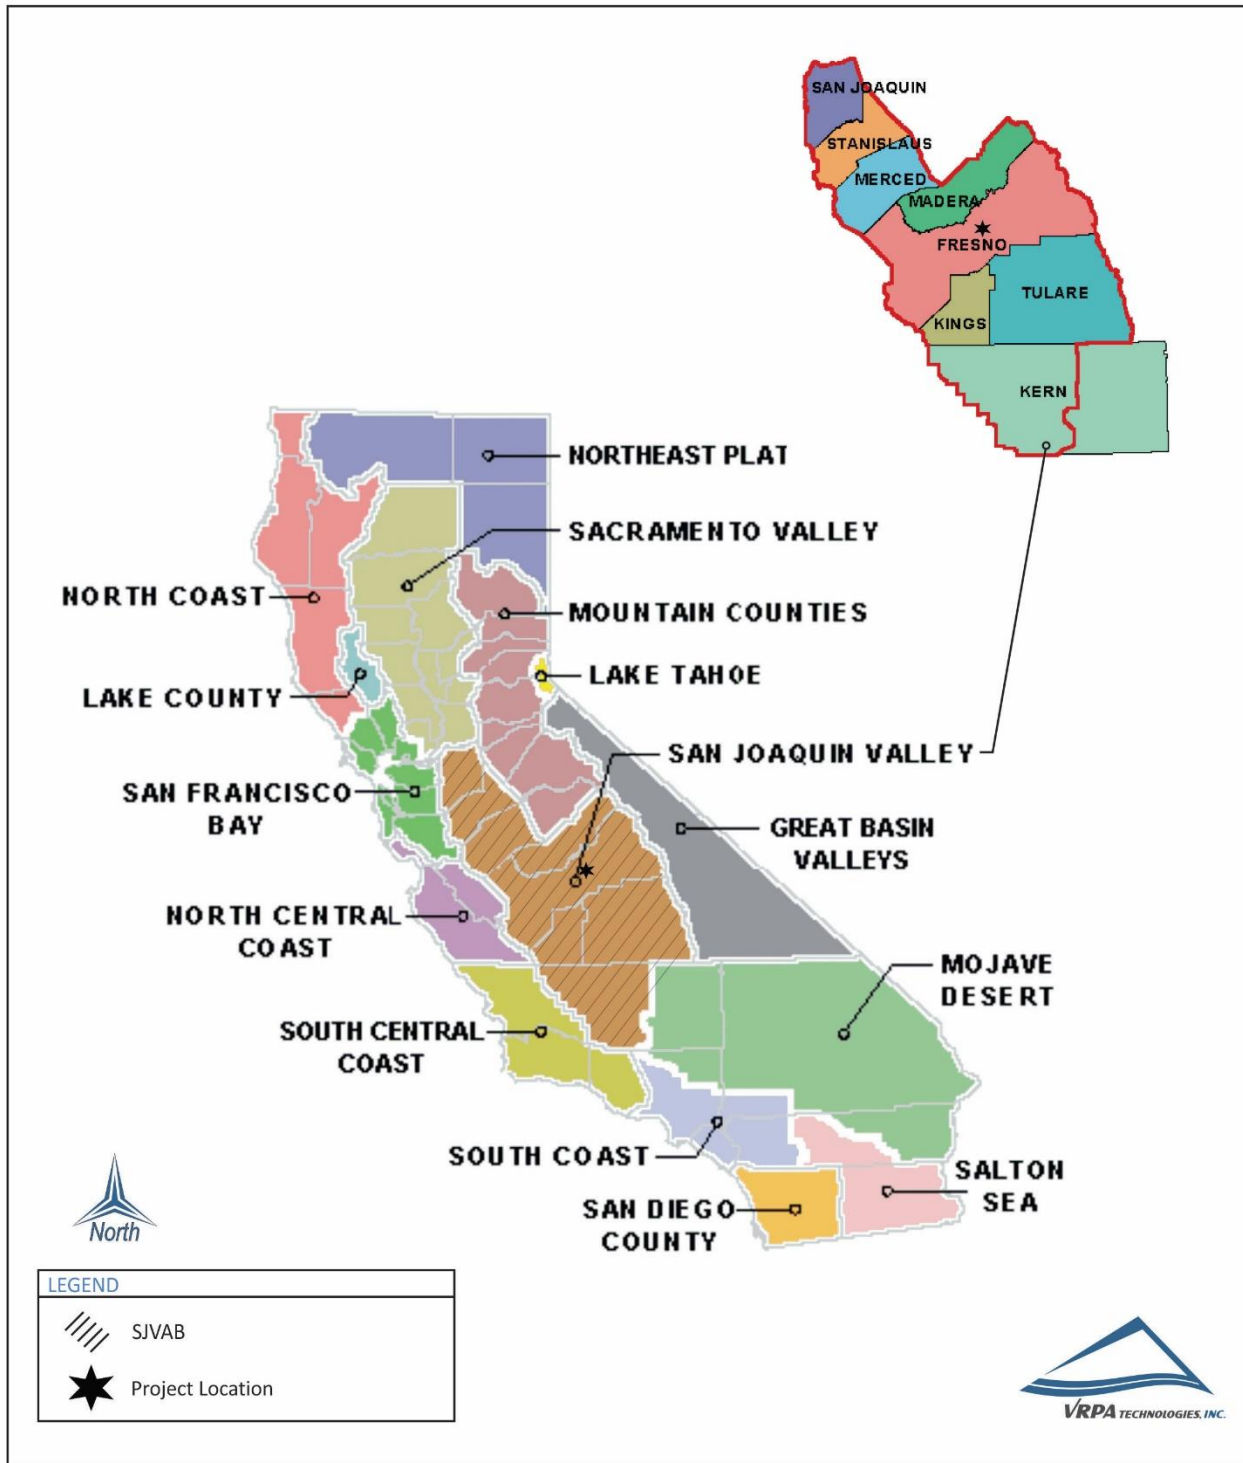 SAN JOAQUIN
STANISLAUS
MERCED
MADERA
FRESNO
TULARE
KINGS
KERN
NORTHEAST PLAT
SACRAMENTO VALLEY
NORTH COAST
MOUNTAIN COUNTIES
LAKE TAHOE
LAKE COUNTY
SAN JOAQUIN VALLEY
SAN FRANCISCO
BAY
GREAT BASIN
VALLEYS
NORTH CENTRAL
COAST
MOJAVE
DESERT
SOUTH CENTRAL
COAST
SOUTH COAST
SALTON
SEA
SAN DIEGO
COUNTY
North
LEGEND
SJVAB
Project Location
VRPA TECHNOLOGIES, INC.